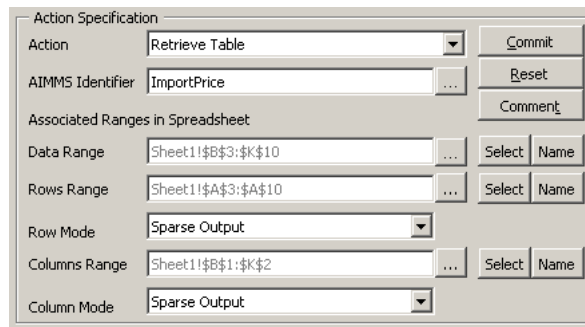 Action Specification
Action Retrieve Table Commit
AIMMS Identifier ImportPrice ... Reset
Comment
Associated Ranges in Spreadsheet
Data Range Sheet1!$B$3:$K$10 ... Select Name
Rows Range Sheet1!$A$3:$A$10 ... Select Name
Row Mode Sparse Output
Columns Range Sheet1!$B$1:$K$2 ... Select Name
Column Mode Sparse Output